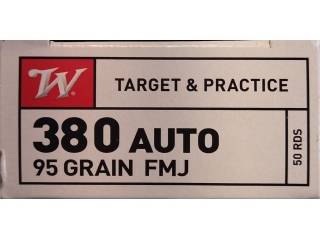 W
TARGET & PRACTICE
380 AUTO
95 GRAIN FMJ
50 RDS